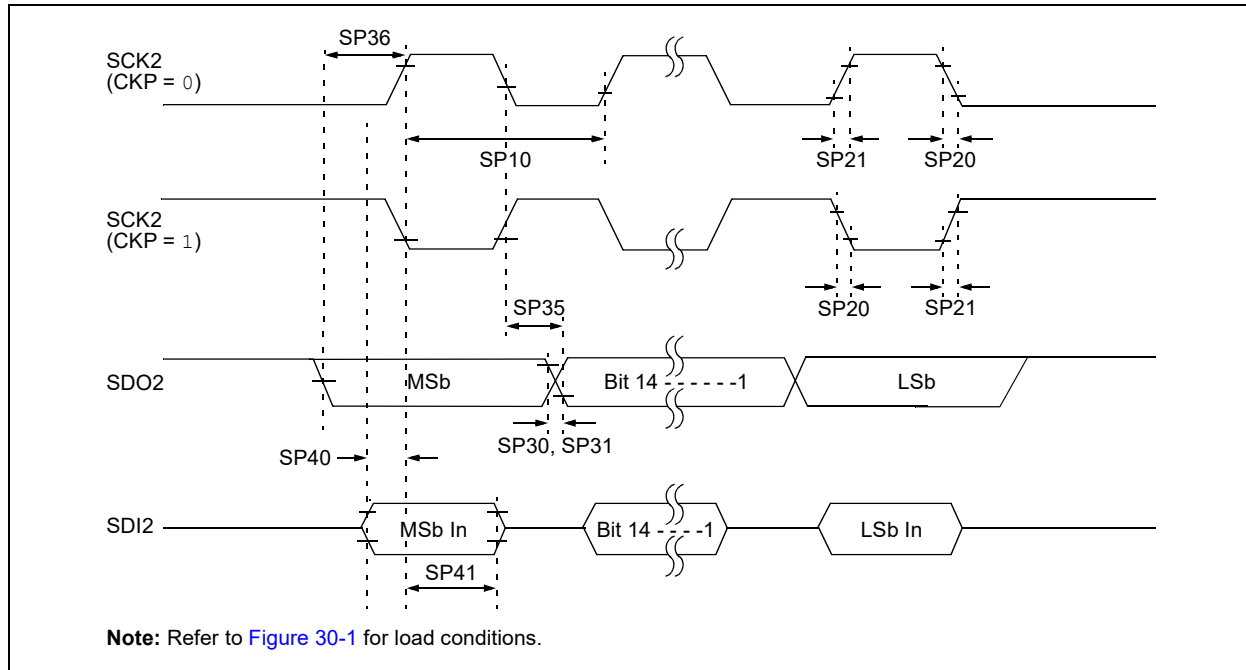 SP36
SCK2
(CKP = 0)
SP10
SP21
SP20
SCK2
(CKP = 1)
SP35
SP20
SP21
SDO2
MSb
Bit 14 - - - - - -1
LSb
SP30, SP31
SP40
SDI2
MSb In
Bit 14 - - - -1
LSb In
SP41
Note: Refer to Figure 30-1 for load conditions.